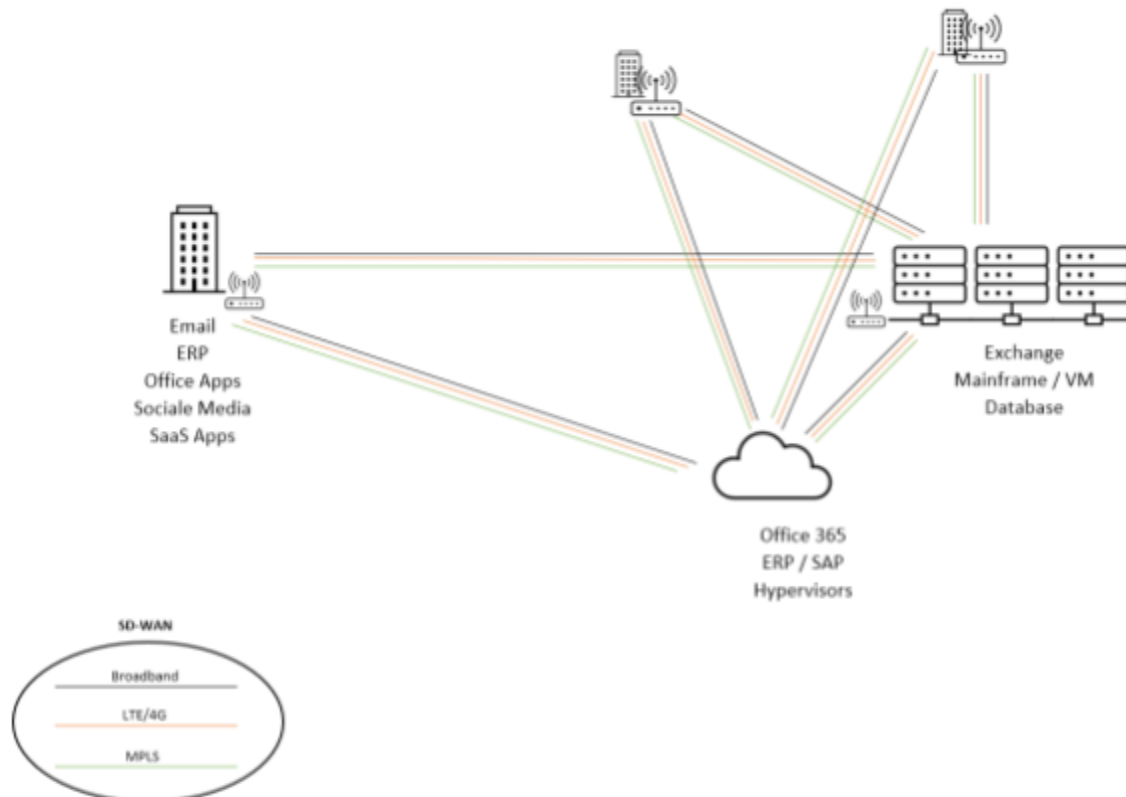 Email
ERP
Office Apps
Sociale Media
SaaS Apps
Exchange
Mainframe / VM
Database
Office 365
ERP / SAP
Hypervisors
SD-WAN
Broadband
LTE/4G
MPLS